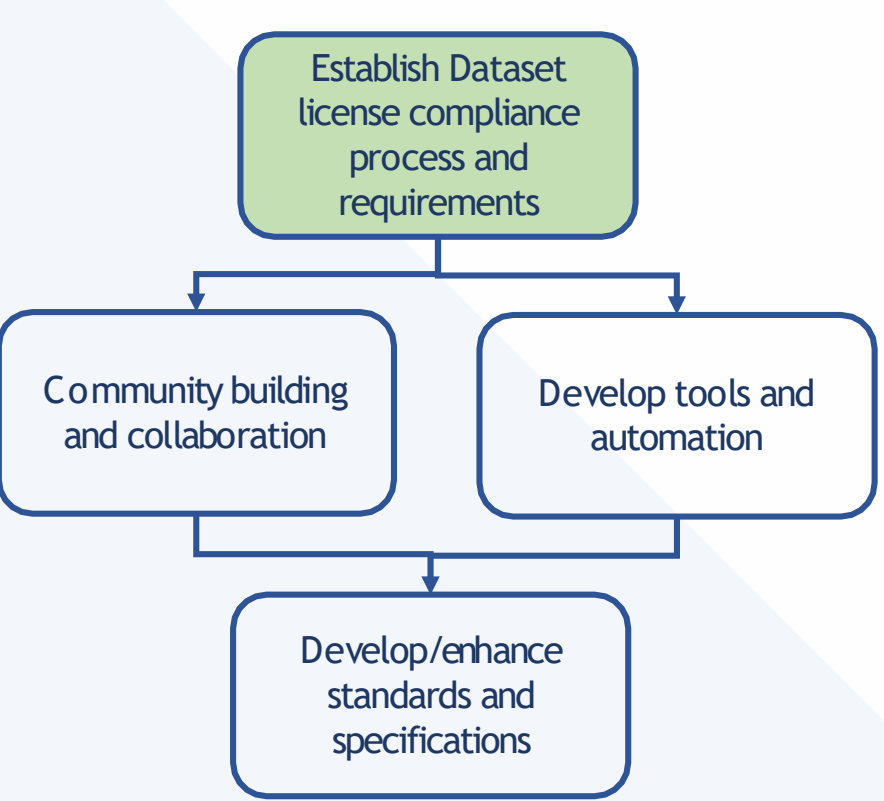 Establish Dataset
license compliance
process and
requirements
Community building
and collaboration
Develop tools and
automation
Develop/enhance
standards and
specifications